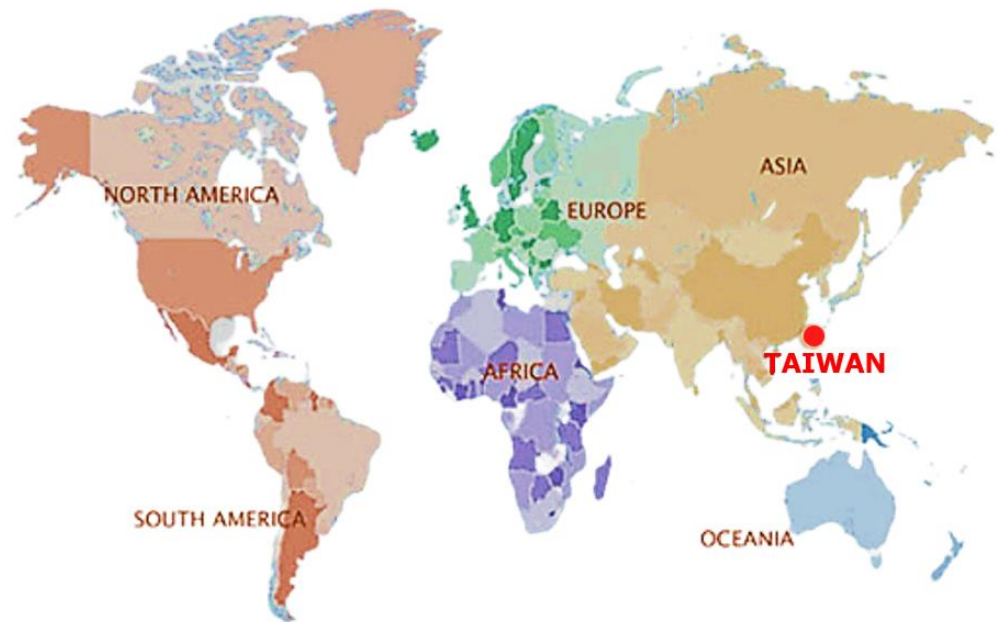 ASIA
NORTH AMERICA
EUROPE
TAIWAN
AFRICA
SOUTH AMERICA
OCEANIA